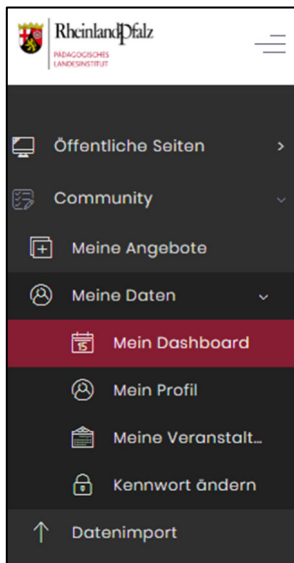 RheinlandPfalz
PÄDAGOGISCHES
LANDESINSTITUT
Öffentliche Seiten
Community
Meine Angebote
Meine Daten
15 Mein Dashboard
Mein Profil
Meine Veranstalt...
Kennwort ändern
Datenimport